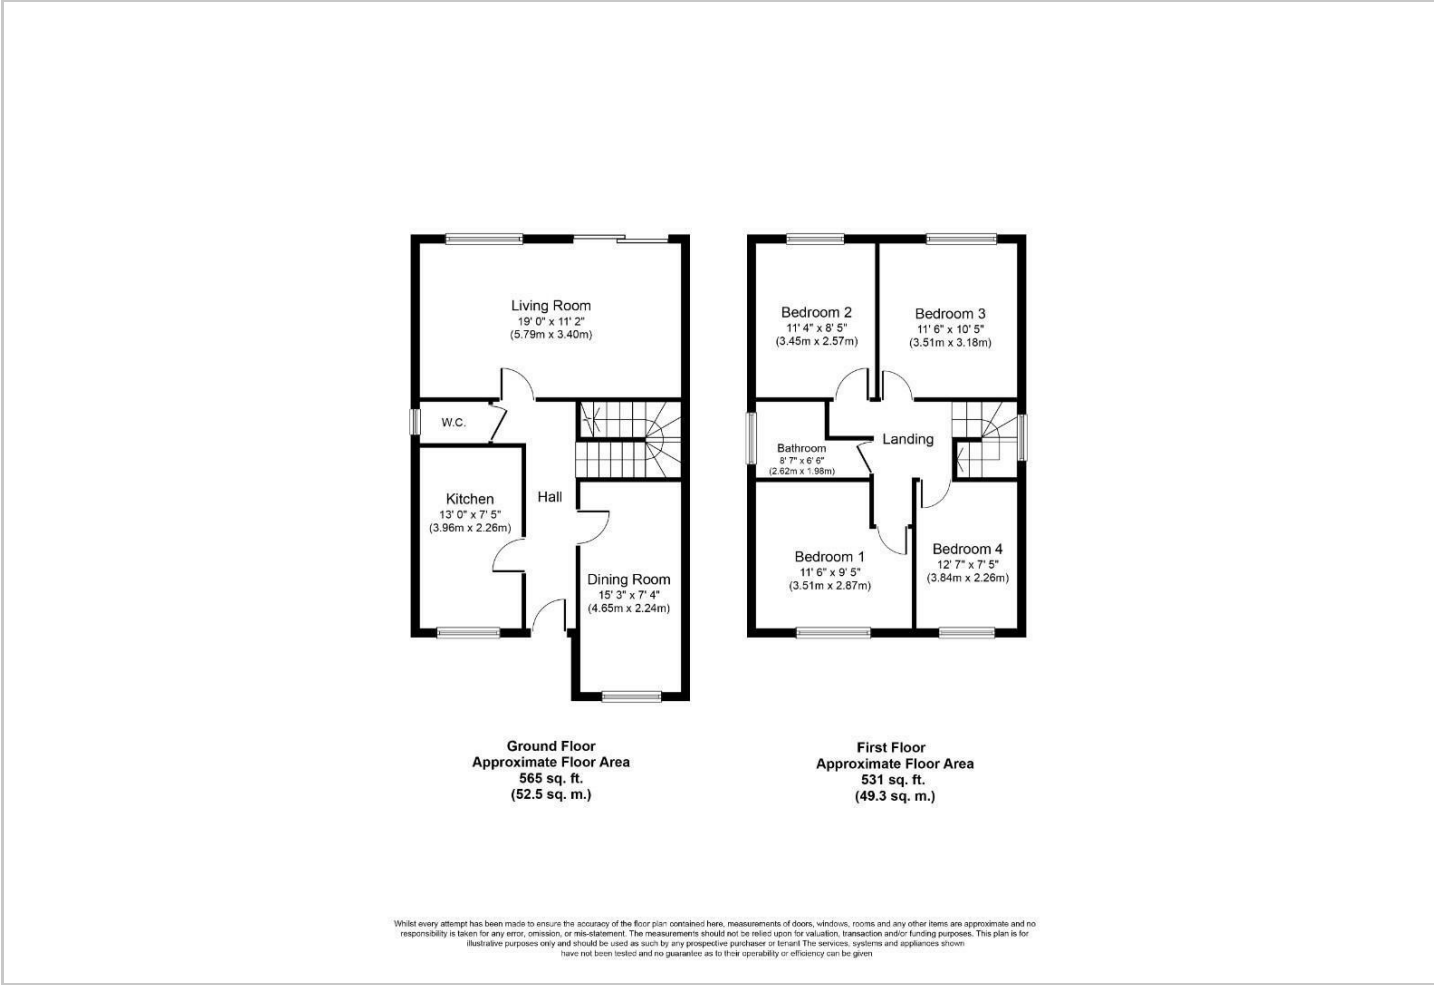 Living Room
19' 0" x 11' 2"
(5.79m x 3.40m)
W.C.
Kitchen
13' 0" x 7' 5"
(3.96m x 2.26m)
Hall
Dining Room
15' 3" x 7' 4"
(4.65m x 2.24m)
Ground Floor
Approximate Floor Area
565 sq. ft.
(52.5 sq. m.)
Bedroom 2
11' 4" x 8' 5"
(3.45m x 2.57m)
Bedroom 3
11' 6" x 10' 5"
(3.51m x 3.18m)
Bathroom
8' 7" x 6' 6"
(2.62m x 1.98m)
Landing
Bedroom 1
11' 6" x 9' 5"
(3.51m x 2.87m)
Bedroom 4
12' 7" x 7' 5"
(3.84m x 2.26m)
First Floor
Approximate Floor Area
531 sq. ft.
(49.3 sq. m.)
Whilst every attempt has been made to ensure the accuracy of the floor plan contained here, measurements of doors, windows, rooms and any other items are approximate and no
responsibility is taken for any error, omission, or mis-statement. The measurements should not be relied upon for valuation, transaction and/or funding purposes. This plan is for
illustrative purposes only and should be used as such by any prospective purchaser or tenant The services, systems and appliances shown
have not been tested and no guarantee as to their operability or efficiency can be given